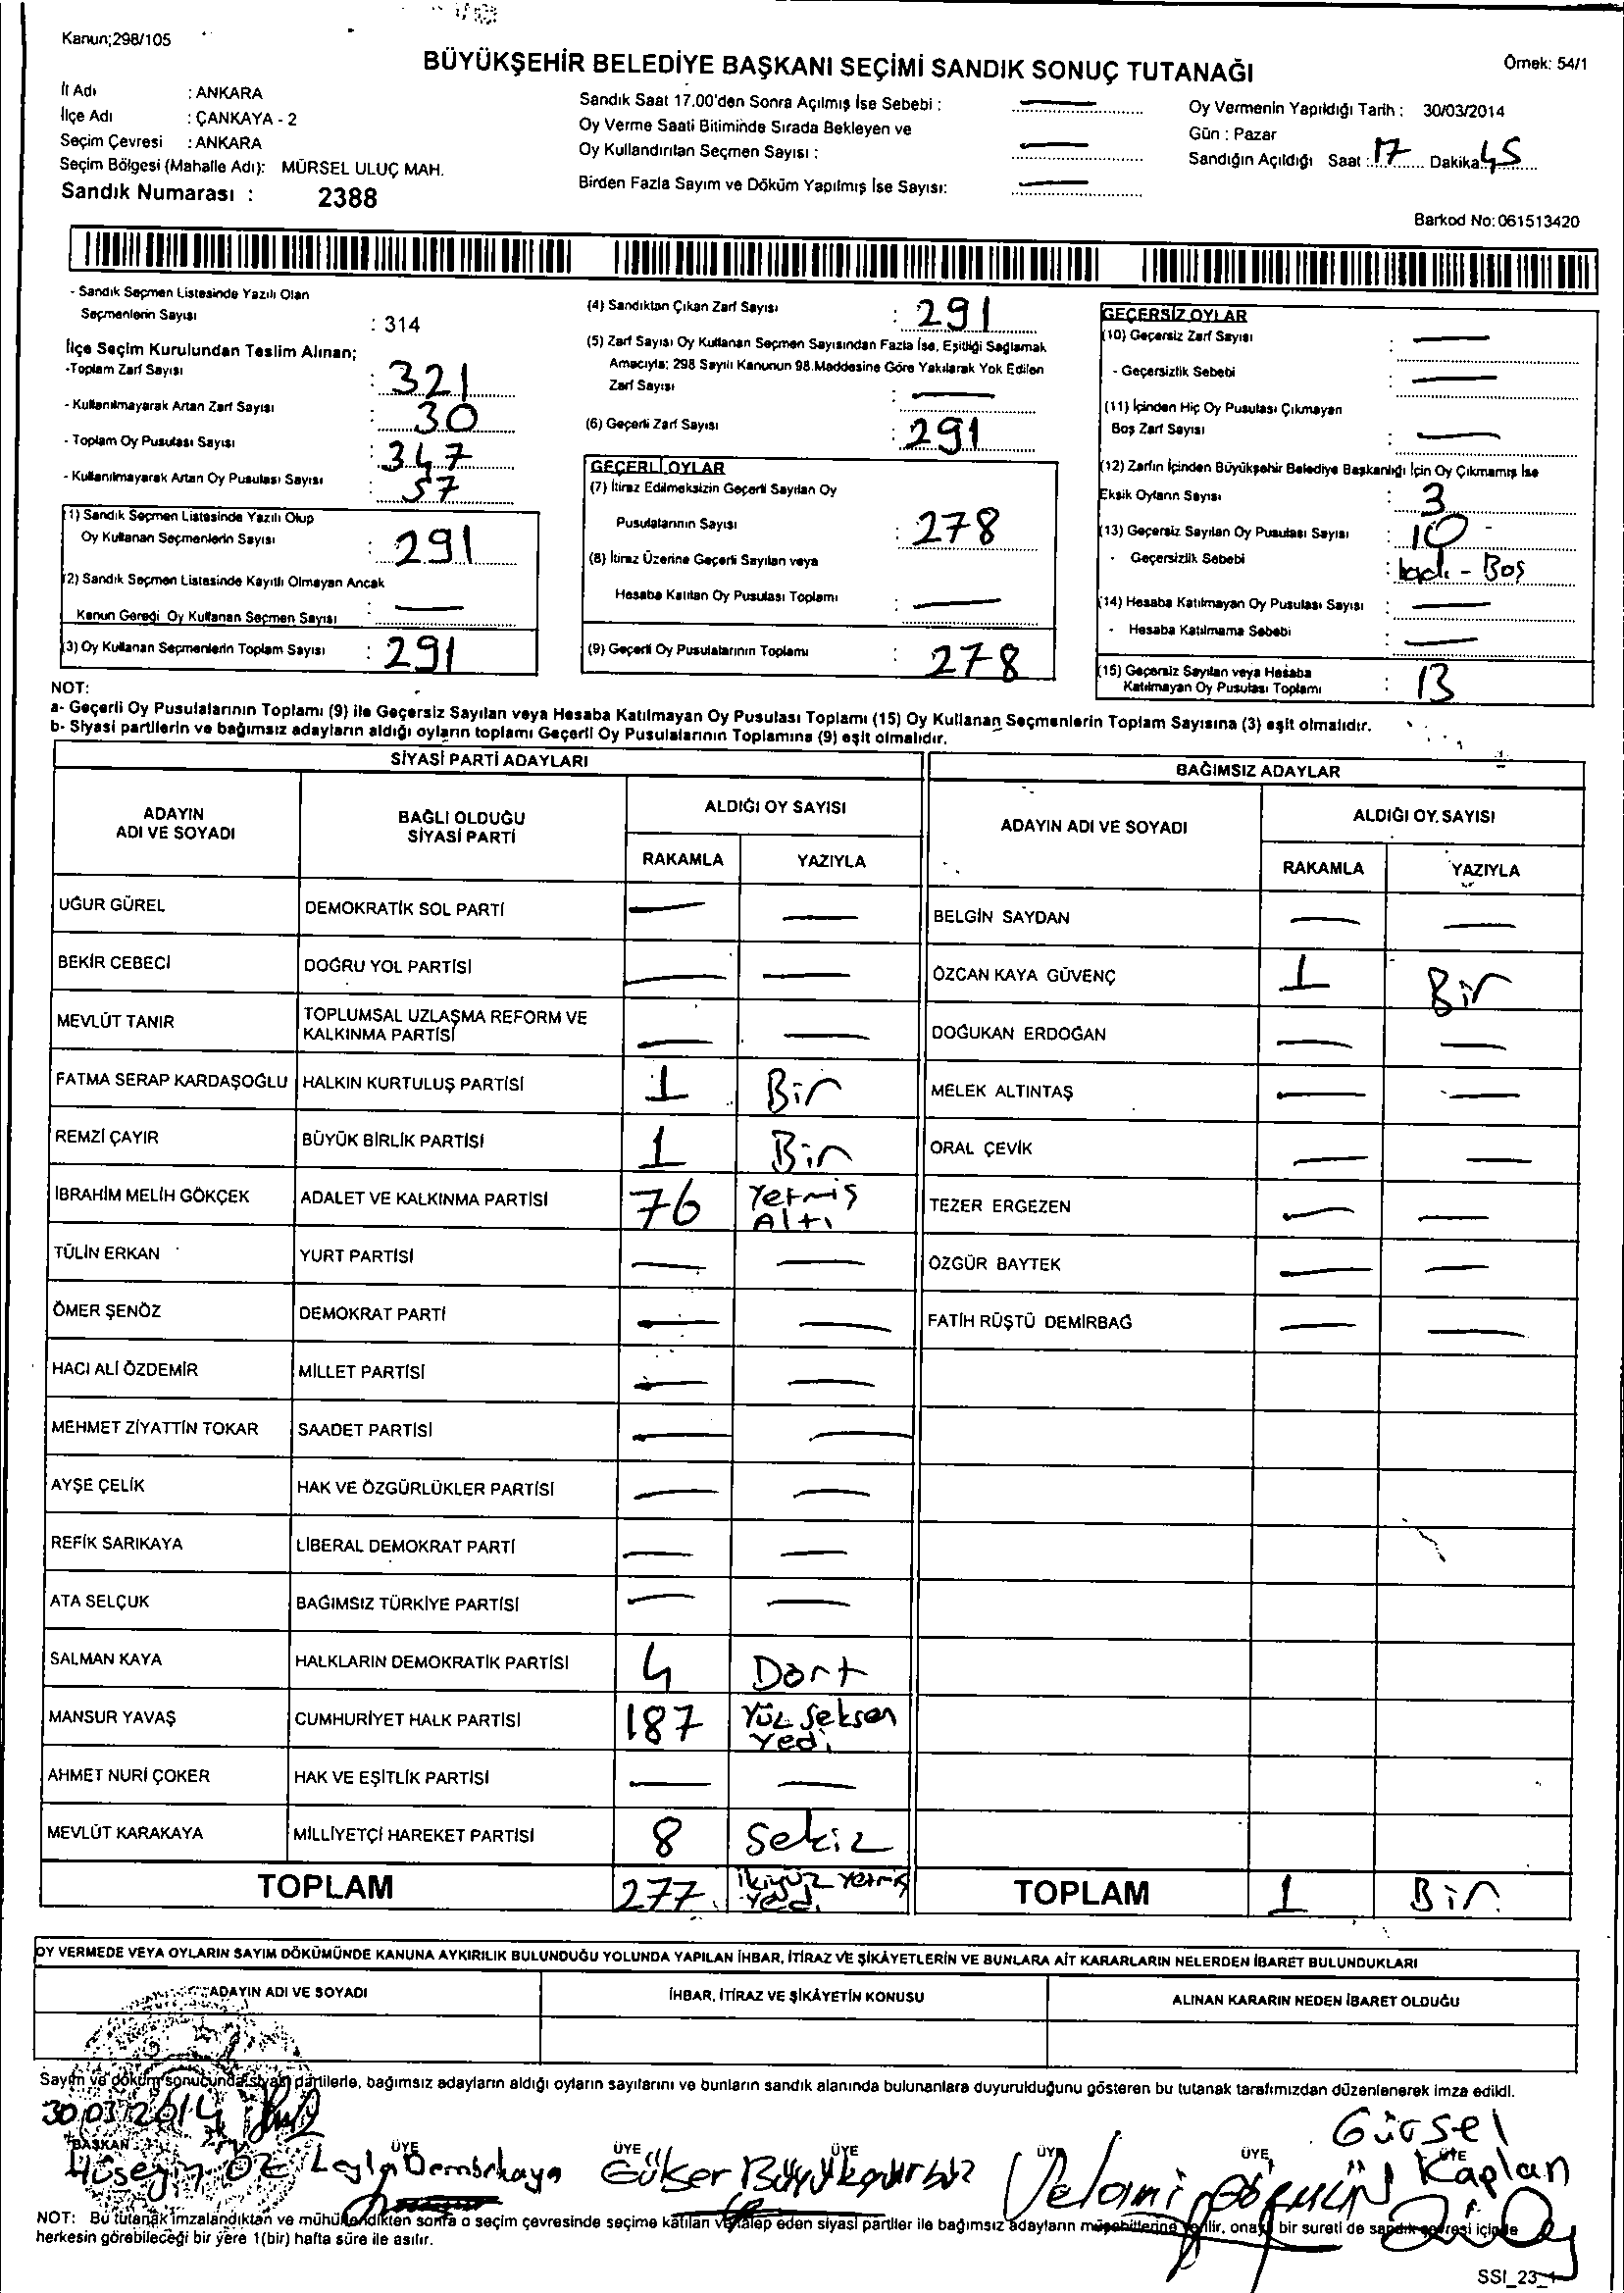 Kanun;298/105
BÜYÜKŞEHİR BELEDİYE BAŞKANI SEÇİMİ SANDIK SONUÇ TUTANAĞI
Örnek: 54/1
İl Adı : ANKARA
İlçe Adı : ÇANKAYA - 2
Seçim Çevresi : ANKARA
Seçim Bölgesi (Mahalle Adı): MÜRSEL ULUÇ MAH.
Sandık Numarası : 2388
Sandık Saat 17.00'den Sonra Açılmış İse Sebebi : —
Oy Verme Saati Bitiminde Sırada Bekleyen ve
Oy Kullandırılan Seçmen Sayısı : —
Birden Fazla Sayım ve Döküm Yapılmış İse Sayısı: —
Oy Vermenin Yapıldığı Tarih : 30/03/2014
Gün : Pazar
Sandığın Açıldığı Saat : 17 Dakika 45
Barkod No: 061513420
- Sandık Seçmen Listesinde Yazılı Olan
Seçmenlerin Sayısı : 314
İlçe Seçim Kurulundan Teslim Alınan;
-Toplam Zarf Sayısı : 321
- Kullanılmayarak Artan Zarf Sayısı : 30
- Toplam Oy Pusulası Sayısı : 347
- Kullanılmayarak Artan Oy Pusulası Sayısı : 57
(1) Sandık Seçmen Listesinde Yazılı Olup
Oy Kullanan Seçmenlerin Sayısı : 291
(2) Sandık Seçmen Listesinde Kayıtlı Olmayan Ancak
Kanun Gereği Oy Kullanan Seçmen Sayısı : —
(3) Oy Kullanan Seçmenlerin Toplam Sayısı : 291
(4) Sandıktan Çıkan Zarf Sayısı : 291
(5) Zarf Sayısı Oy Kullanan Seçmen Sayısından Fazla İse, Eşitliği Sağlamak
Amacıyla; 298 Sayılı Kanunun 98.Maddesine Göre Yakılarak Yok Edilen
Zarf Sayısı : —
(6) Geçerli Zarf Sayısı : 291
GEÇERLİ OYLAR
(7) İtiraz Edilmeksizin Geçerli Sayılan Oy
Pusulalarının Sayısı : 278
(8) İtiraz Üzerine Geçerli Sayılan veya
Hesaba Katılan Oy Pusulası Toplamı : —
(9) Geçerli Oy Pusulalarının Toplamı : 278
GEÇERSİZ OYLAR
(10) Geçersiz Zarf Sayısı : —
- Geçersizlik Sebebi : —
(11) İçinden Hiç Oy Pusulası Çıkmayan
Boş Zarf Sayısı : —
(12) Zarfın İçinden Büyükşehir Belediye Başkanlığı İçin Oy Çıkmamış İse
Eksik Oyların Sayısı : 3
(13) Geçersiz Sayılan Oy Pusulası Sayısı : 10
- Geçersizlik Sebebi : - Boş
(14) Hesaba Katılmayan Oy Pusulası Sayısı : —
- Hesaba Katılmama Sebebi : —
(15) Geçersiz Sayılan veya Hesaba
Katılmayan Oy Pusulası Toplamı : 13
NOT:
a- Geçerli Oy Pusulalarının Toplamı (9) ile Geçersiz Sayılan veya Hesaba Katılmayan Oy Pusulası Toplamı (15) Oy Kullanan Seçmenlerin Toplam Sayısına (3) eşit olmalıdır.
b- Siyasi partilerin ve bağımsız adayların aldığı oyların toplamı Geçerli Oy Pusulalarının Toplamına (9) eşit olmalıdır.
SİYASİ PARTİ ADAYLARI
ADAYIN ADI VE SOYADI
BAĞLI OLDUĞU SİYASİ PARTİ
ALDIĞI OY SAYISI
RAKAMLA YAZIYLA
UĞUR GÜREL DEMOKRATİK SOL PARTİ — —
BEKİR CEBECİ DOĞRU YOL PARTİSİ — —
MEVLÜT TANIR TOPLUMSAL UZLAŞMA REFORM VE KALKINMA PARTİSİ — —
FATMA SERAP KARDAŞOĞLU HALKIN KURTULUŞ PARTİSİ 1 Bir
REMZİ ÇAYIR BÜYÜK BİRLİK PARTİSİ 1 Bir
İBRAHİM MELİH GÖKÇEK ADALET VE KALKINMA PARTİSİ 76 Yetmiş Altı
TÜLİN ERKAN YURT PARTİSİ — —
ÖMER ŞENÖZ DEMOKRAT PARTİ — —
HACI ALİ ÖZDEMİR MİLLET PARTİSİ — —
MEHMET ZİYATTİN TOKAR SAADET PARTİSİ — —
AYŞE ÇELİK HAK VE ÖZGÜRLÜKLER PARTİSİ — —
REFİK SARIKAYA LİBERAL DEMOKRAT PARTİ — —
ATA SELÇUK BAĞIMSIZ TÜRKİYE PARTİSİ — —
SALMAN KAYA HALKLARIN DEMOKRATİK PARTİSİ 4 Dört
MANSUR YAVAŞ CUMHURİYET HALK PARTİSİ 187 Yüz Seksen Yedi
AHMET NURİ ÇOKER HAK VE EŞİTLİK PARTİSİ — —
MEVLÜT KARAKAYA MİLLİYETÇİ HAREKET PARTİSİ 8 Sekiz
TOPLAM 277 ikiyüz Yetmiş Yedi
BAĞIMSIZ ADAYLAR
ADAYIN ADI VE SOYADI
ALDIĞI OY SAYISI
RAKAMLA YAZIYLA
BELGİN SAYDAN — —
ÖZCAN KAYA GÜVENÇ 1 Bir
DOĞUKAN ERDOĞAN — —
MELEK ALTINTAŞ — —
ORAL ÇEVİK — —
TEZER ERGEZEN — —
ÖZGÜR BAYTEK — —
FATİH RÜŞTÜ DEMİRBAĞ — —
TOPLAM 1 Bir
OY VERMEDE VEYA OYLARIN SAYIM DÖKÜMÜNDE KANUNA AYKIRILIK BULUNDUĞU YOLUNDA YAPILAN İHBAR, İTİRAZ VE ŞİKÂYETLERİN VE BUNLARA AİT KARARLARIN NELERDEN İBARET BULUNDUKLARI
ADAYIN ADI VE SOYADI
İHBAR, İTİRAZ VE ŞİKÂYETİN KONUSU
ALINAN KARARIN NEDEN İBARET OLDUĞU
Sayım ve döküm sonucunda siyasi partilerle, bağımsız adayların aldığı oyların sayılarını ve bunların sandık alanında bulunanlara duyurulduğunu gösteren bu tutanak tarafımızdan düzenlenerek imza edildi.
30/03/2014
BAŞKAN ÜYE ÜYE ÜYE ÜYE ÜYE ÜYE
Hüseyin ÖZ Leyla Demirkaya Gülser Gürsel Kaplan
NOT: Bu tutanak imzalandıktan ve mühürlendikten sonra o seçim çevresinde seçime katılan ve talep eden siyasi partiler ile bağımsız adayların müşahitlerine verilir, onaylı bir sureti de sandık çevresi içinde
herkesin görebileceği bir yere 1(bir) hafta süre ile asılır.
SSI_23_1